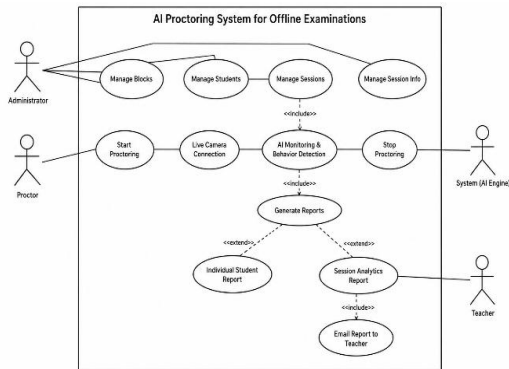 AI Proctoring System for Offline Examinations
Administrator
Manage Blocks
Manage Students
Manage Sessions
Manage Session Info
<<include>>
Proctor
Start
Proctoring
Live Camera
Connection
AI Monitoring &
Behavior Detection
Stop
Proctoring
System (AI Engine)
<<include>>
Generate Reports
<<extend>>
<<extend>>
Individual Student
Report
Session Analytics
Report
Teacher
<<include>>
Email Report to
Teacher